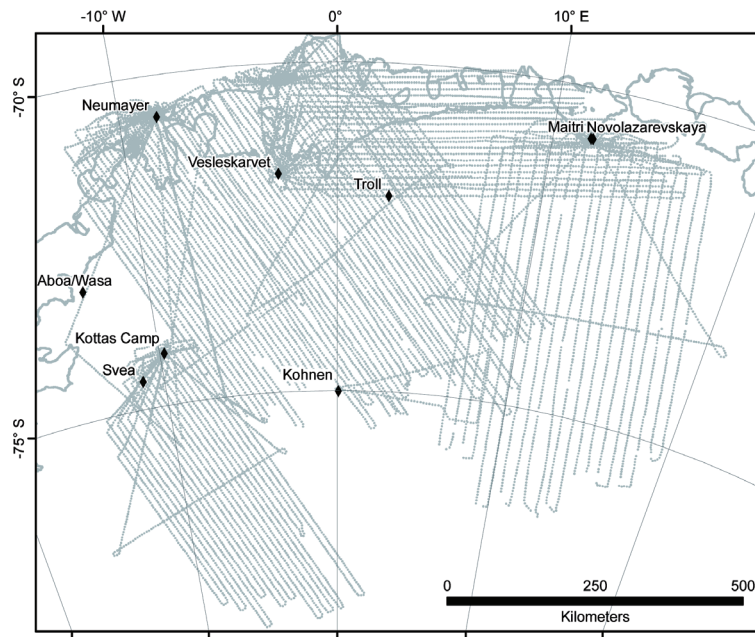 -10° W
0°
10° E
-70° S
Neumayer
Maitri Novolazarevskaya
Vesleskarvet
Troll
Aboa/Wasa
Kottas Camp
Svea
Kohnen
-75° S
0
250
500
Kilometers